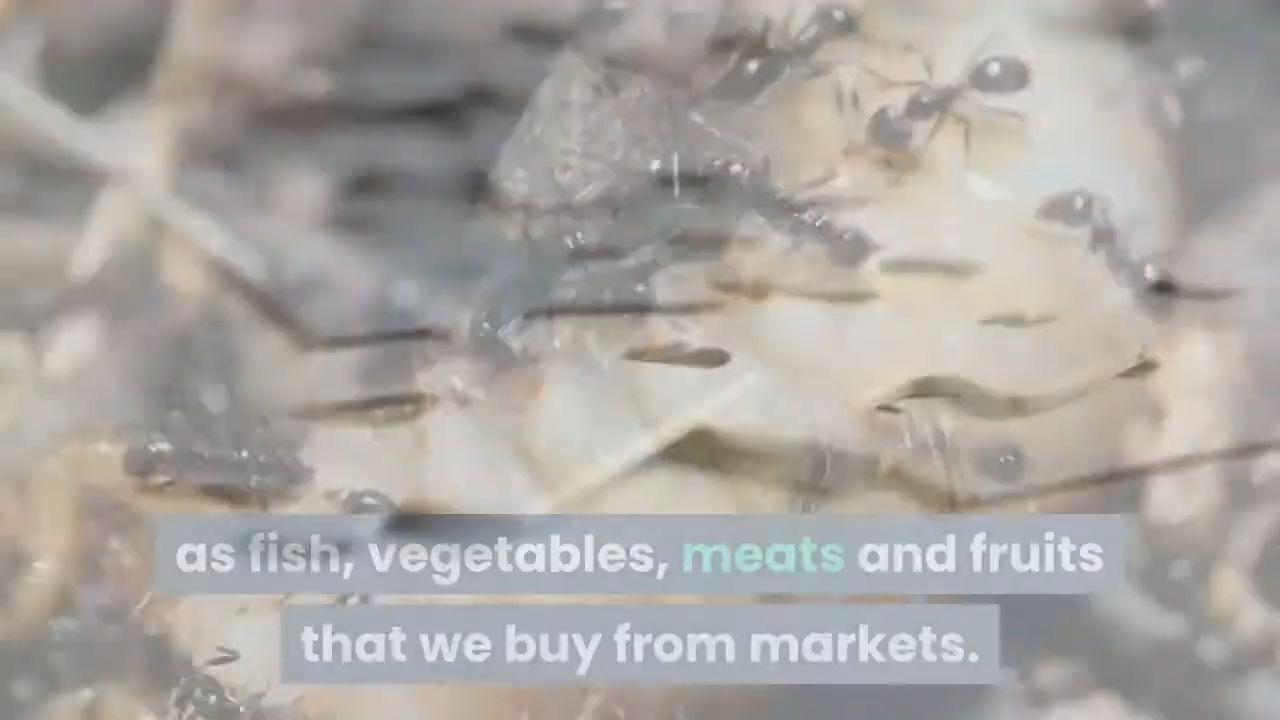 as fish, vegetables, meats and fruits
that we buy from markets.